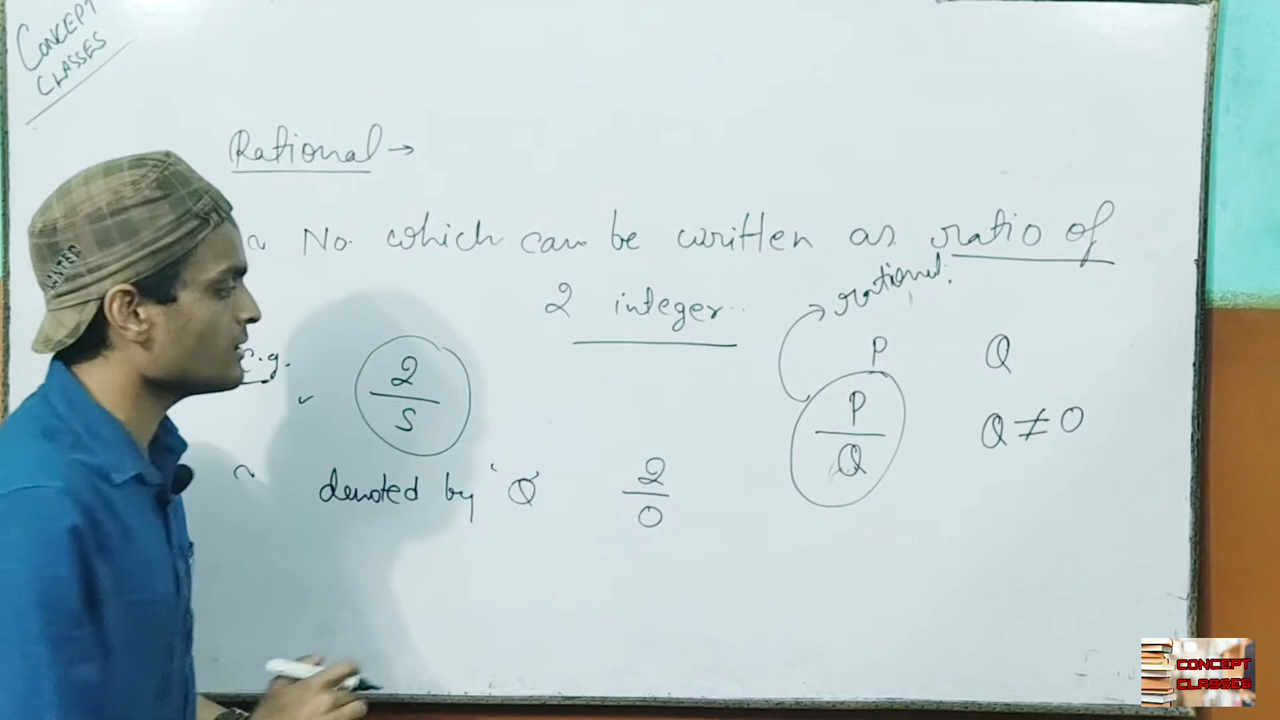 CONCEPT
CLASSES
Rational →
~ No. which can be written as ratio of
2 integer..
rational.
e.g.
2
5
P Q
P
Q
Q ≠ 0
~ denoted by 'Q'
2
0
HUNTER
CONCEPT
CLASSES